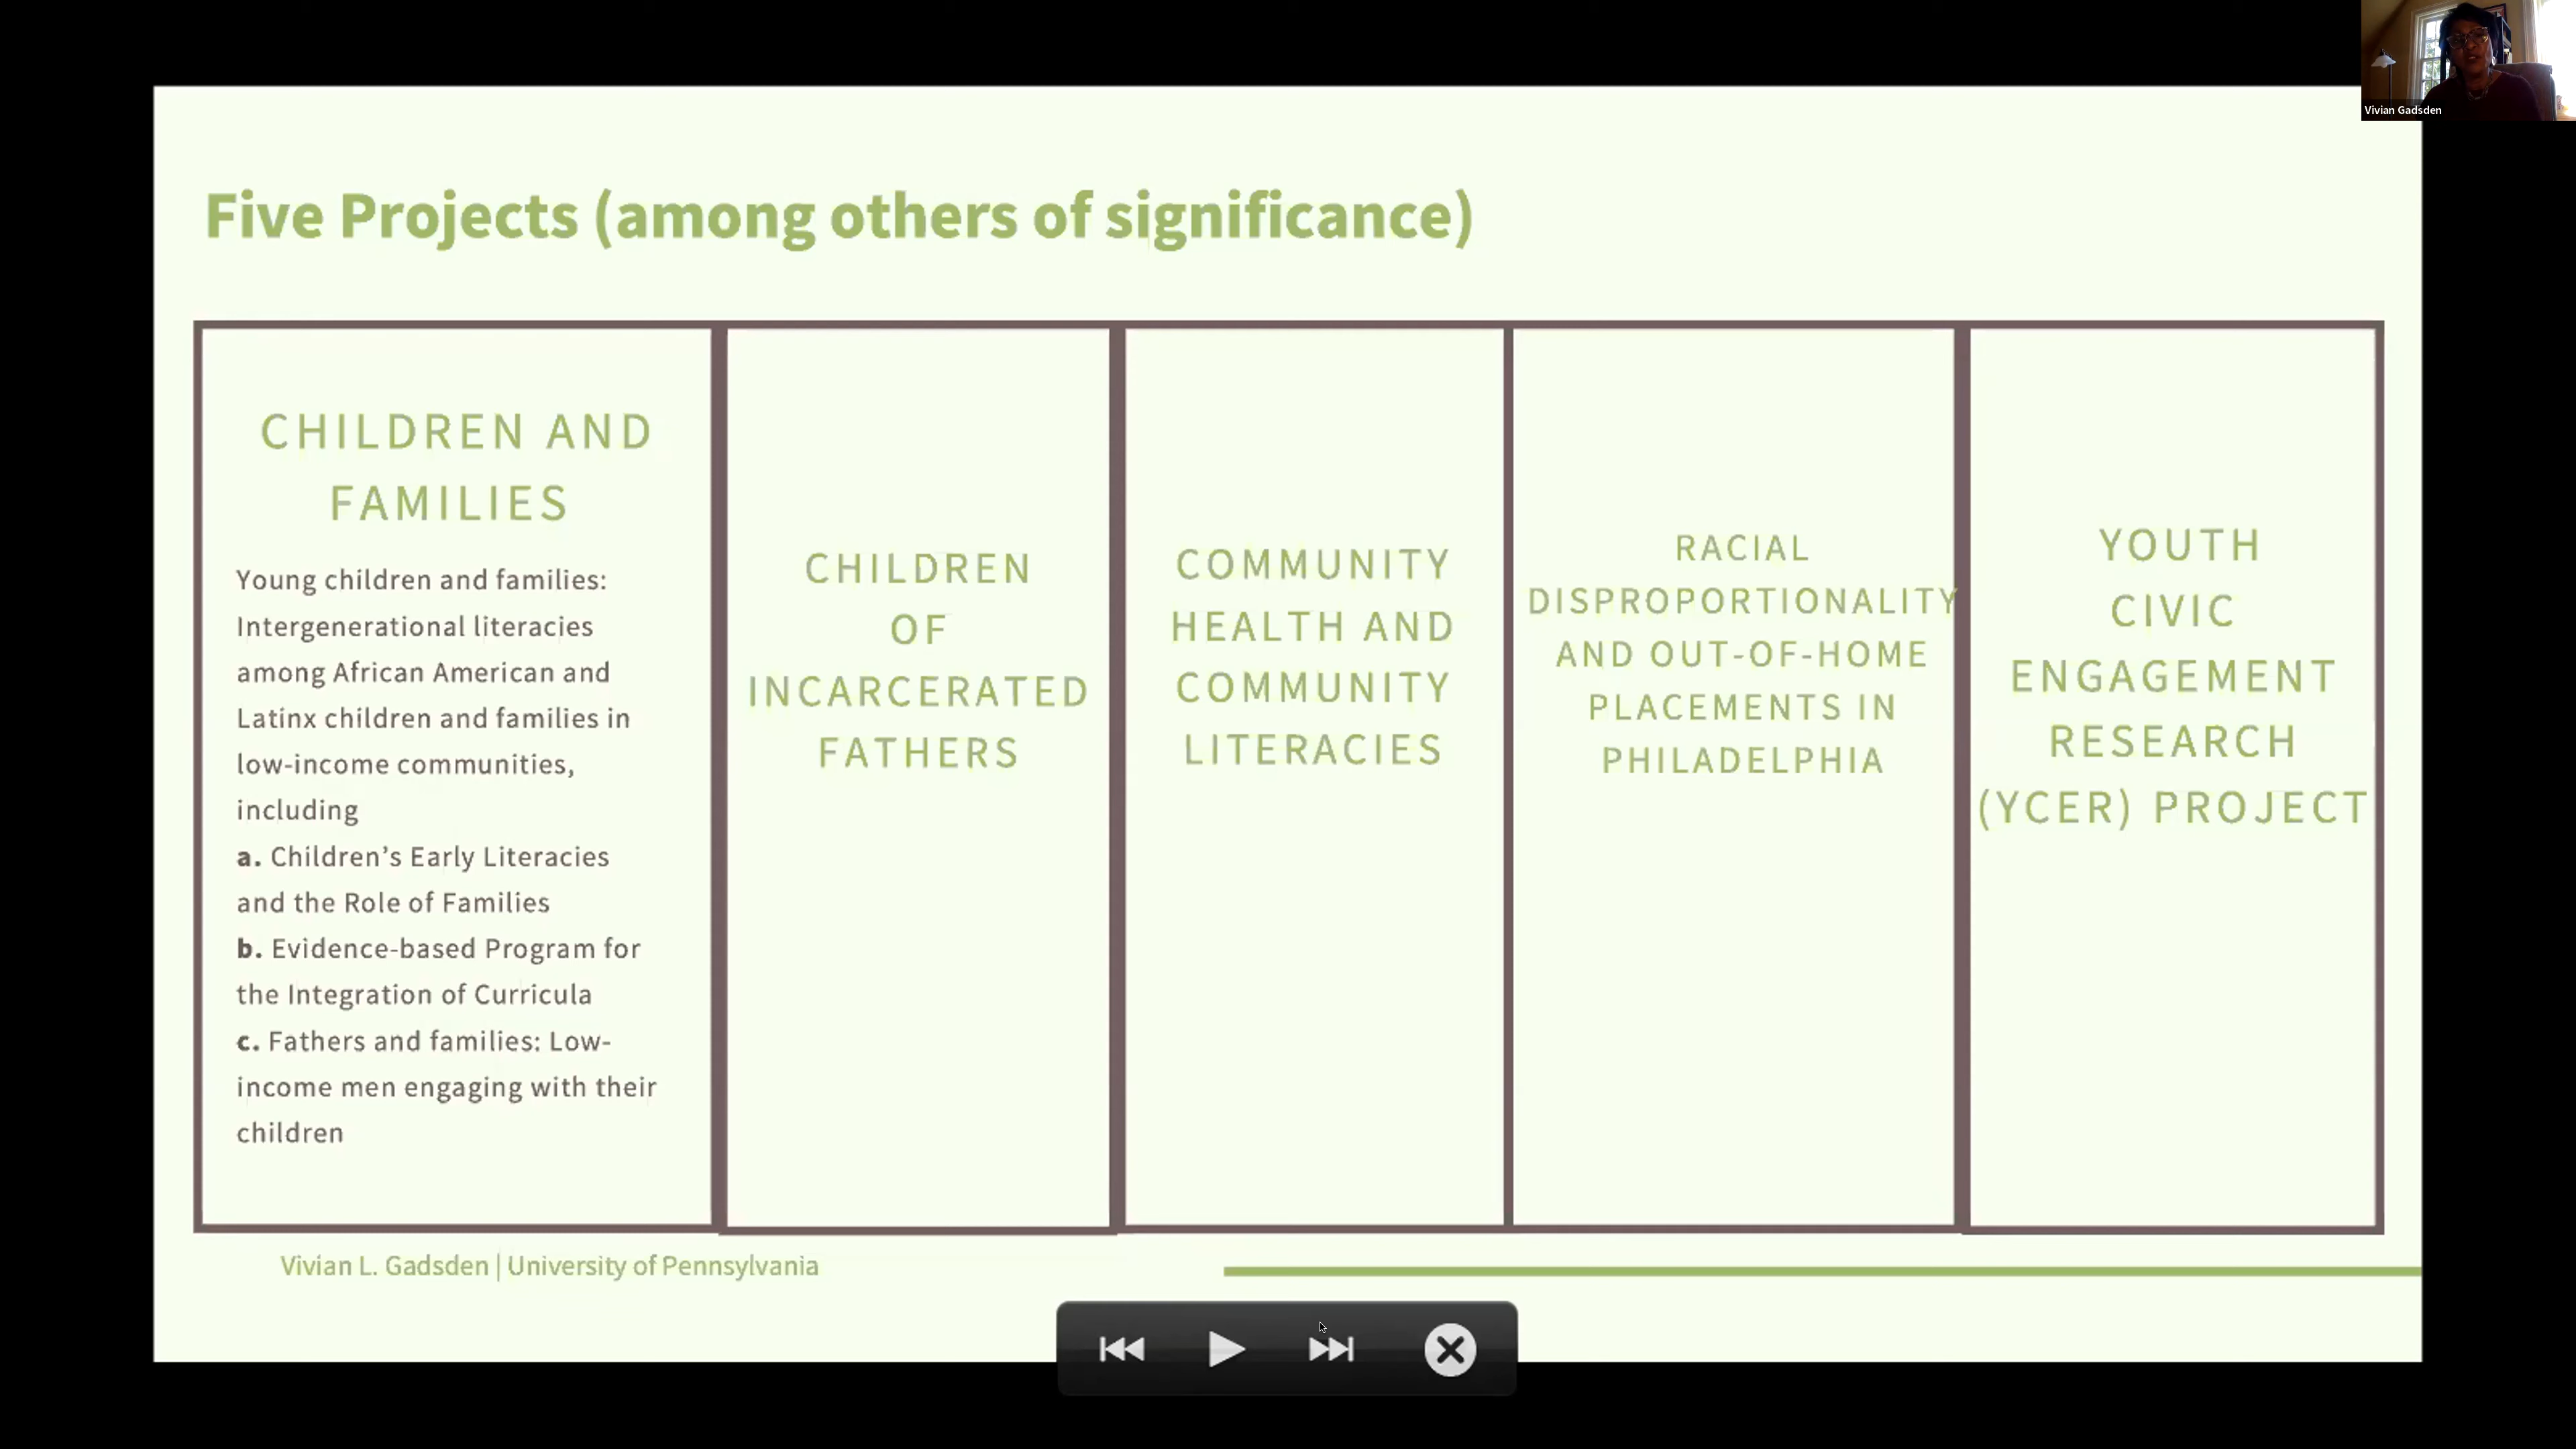 Vivian Gadsden
Five Projects (among others of significance)
CHILDREN AND
FAMILIES
Young children and families:
Intergenerational literacies
among African American and
Latinx children and families in
low-income communities,
including
a. Children’s Early Literacies
and the Role of Families
b. Evidence-based Program for
the Integration of Curricula
c. Fathers and families: Low-
income men engaging with their
children
CHILDREN
OF
INCARCERATED
FATHERS
COMMUNITY
HEALTH AND
COMMUNITY
LITERACIES
RACIAL
DISPROPORTIONALITY
AND OUT-OF-HOME
PLACEMENTS IN
PHILADELPHIA
YOUTH
CIVIC
ENGAGEMENT
RESEARCH
(YCER) PROJECT
Vivian L. Gadsden | University of Pennsylvania